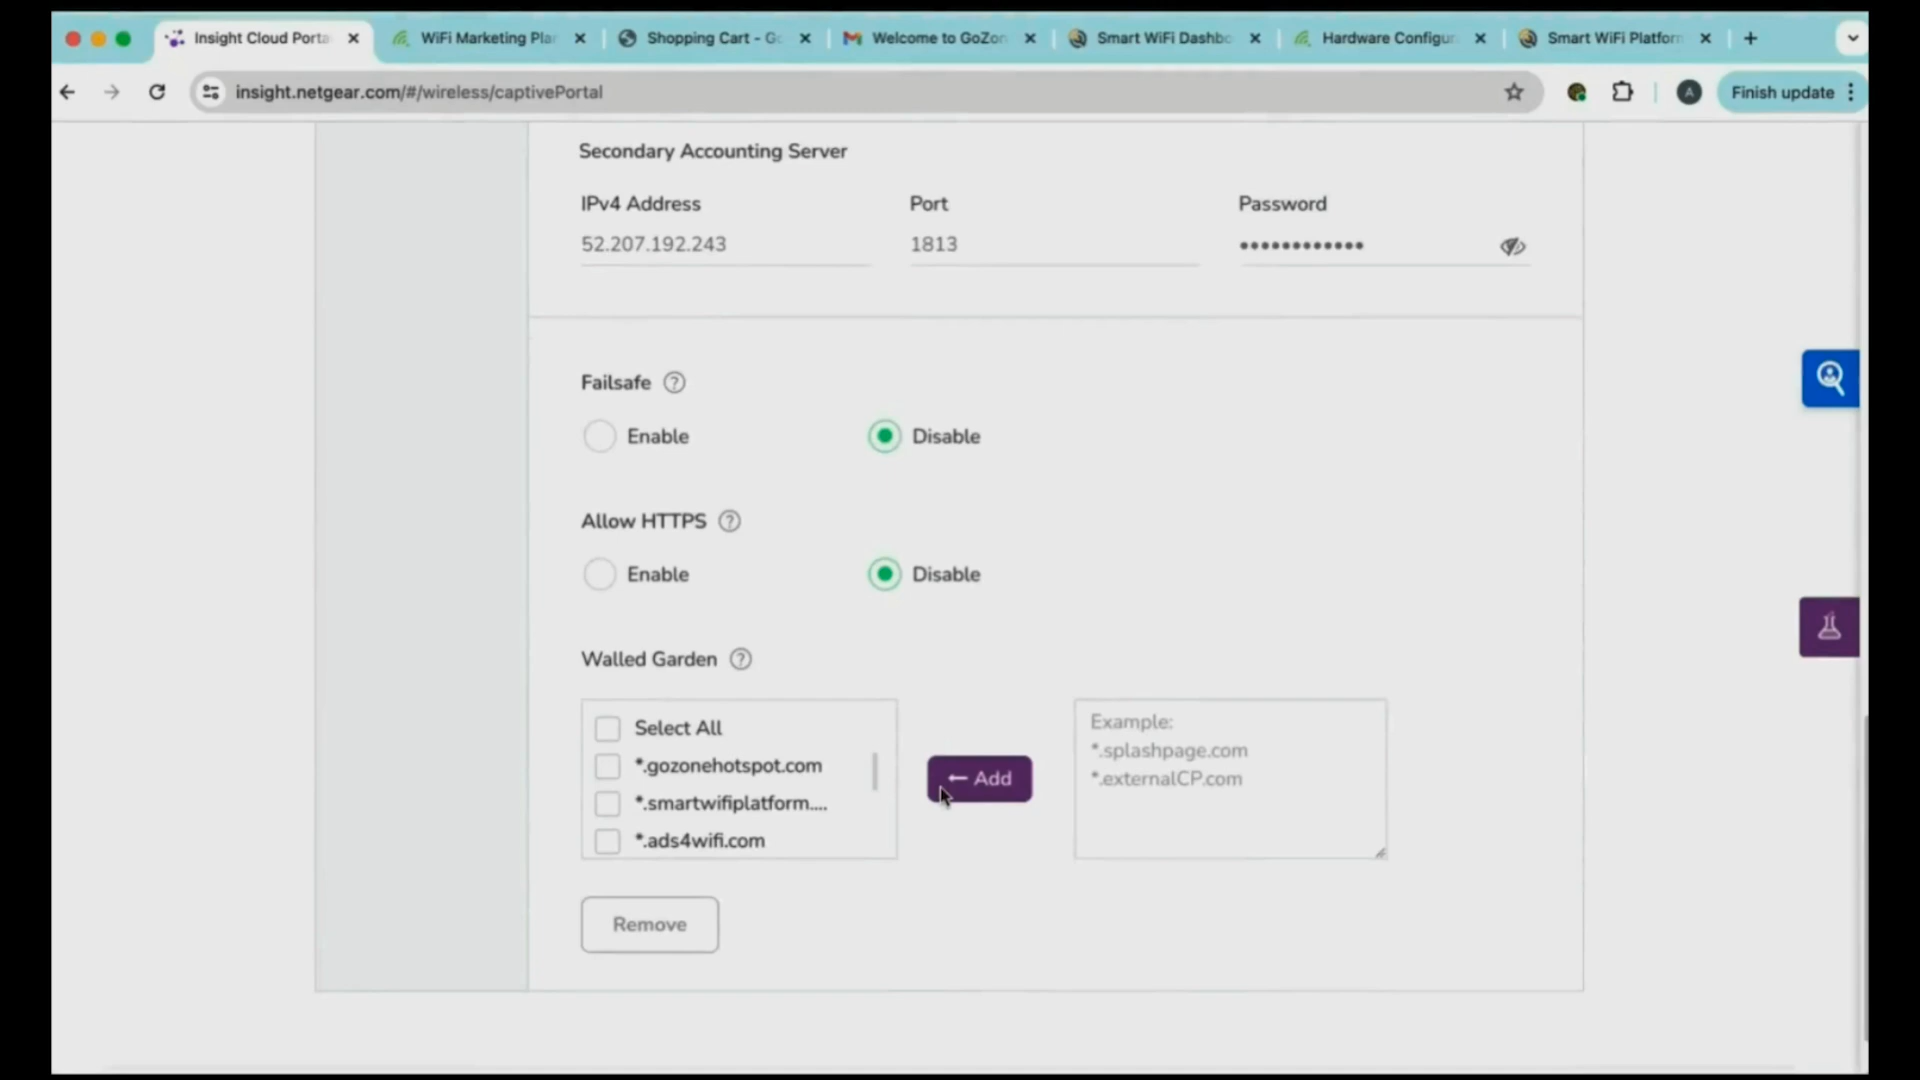 Insight Cloud Porta
WiFi Marketing Plar
Shopping Cart - Go
Welcome to GoZon
Smart WiFi Dashbo
Hardware Configur
Smart WiFi Platform
insight.netgear.com/#/wireless/captivePortal
A
Finish update
Secondary Accounting Server
IPv4 Address
Port
Password
52.207.192.243
1813
••••••••••••
Failsafe ?
Enable
Disable
Allow HTTPS ?
Enable
Disable
Walled Garden ?
Select All
*.gozonehotspot.com
*.smartwifiplatform....
*.ads4wifi.com
← Add
Example:
*.splashpage.com
*.externalCP.com
Remove